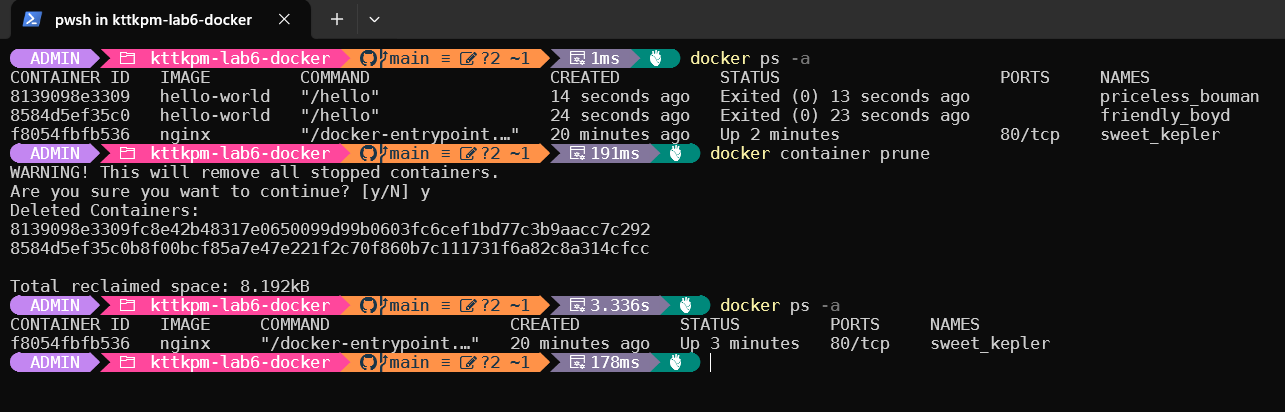 pwsh in kttkpm-lab6-docker
ADMIN kttkpm-lab6-docker main ≡ ?2 ~1 1ms docker ps -a
CONTAINER ID IMAGE COMMAND CREATED STATUS PORTS NAMES
8139098e3309 hello-world "/hello" 14 seconds ago Exited (0) 13 seconds ago priceless_bouman
8584d5ef35c0 hello-world "/hello" 24 seconds ago Exited (0) 23 seconds ago friendly_boyd
f8054fbfb536 nginx "/docker-entrypoint.…" 20 minutes ago Up 2 minutes 80/tcp sweet_kepler
ADMIN kttkpm-lab6-docker main ≡ ?2 ~1 191ms docker container prune
WARNING! This will remove all stopped containers.
Are you sure you want to continue? [y/N] y
Deleted Containers:
8139098e3309fc8e42b48317e0650099d99b0603fc6cef1bd77c3b9aacc7c292
8584d5ef35c0b8f00bcf85a7e47e221f2c70f860b7c111731f6a82c8a314cfcc
Total reclaimed space: 8.192kB
ADMIN kttkpm-lab6-docker main ≡ ?2 ~1 3.336s docker ps -a
CONTAINER ID IMAGE COMMAND CREATED STATUS PORTS NAMES
f8054fbfb536 nginx "/docker-entrypoint.…" 20 minutes ago Up 3 minutes 80/tcp sweet_kepler
ADMIN kttkpm-lab6-docker main ≡ ?2 ~1 178ms